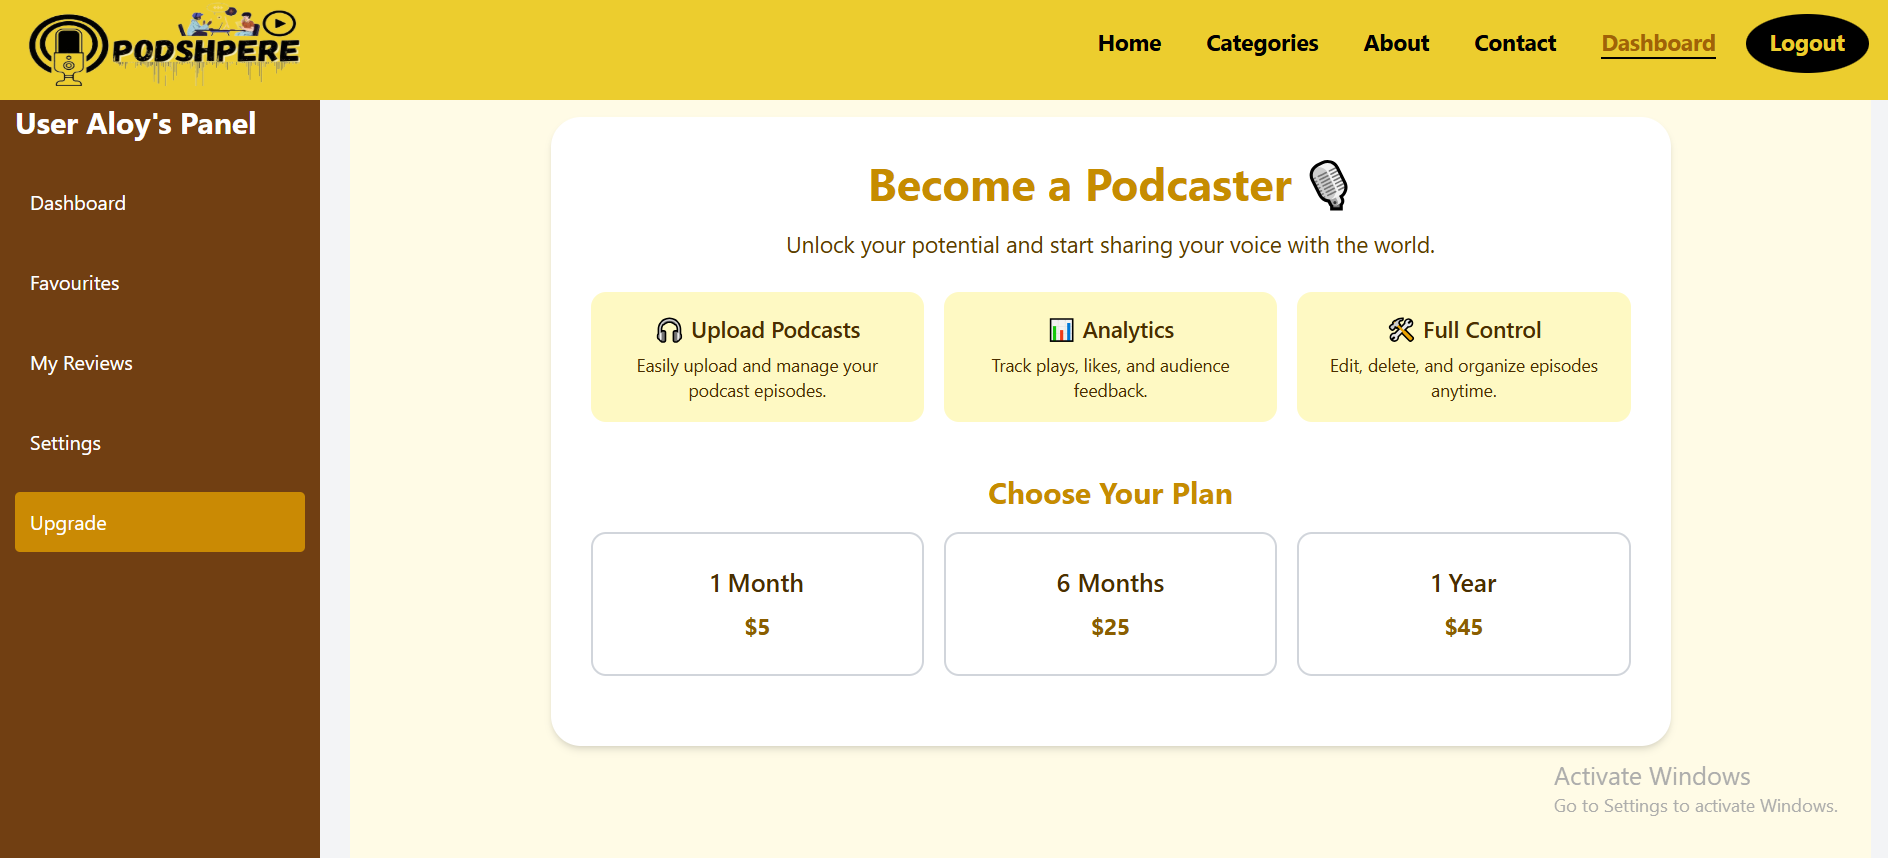 PODSHPERE
Home
Categories
About
Contact
Dashboard
Logout
User Aloy's Panel
Dashboard
Favourites
My Reviews
Settings
Upgrade
Become a Podcaster
Unlock your potential and start sharing your voice with the world.
Upload Podcasts
Easily upload and manage your
podcast episodes.
Analytics
Track plays, likes, and audience
feedback.
Full Control
Edit, delete, and organize episodes
anytime.
Choose Your Plan
1 Month
$5
6 Months
$25
1 Year
$45
Activate Windows
Go to Settings to activate Windows.